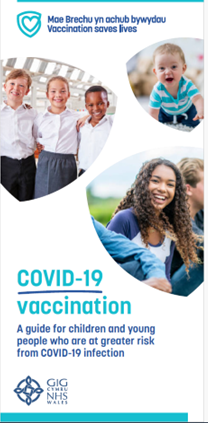 Mae Brechu yn achub bywydau
Vaccination saves lives
COVID-19
vaccination
A guide for children and young
people who are at greater risk
from COVID-19 infection
GIG
CYMRU
NHS
WALES